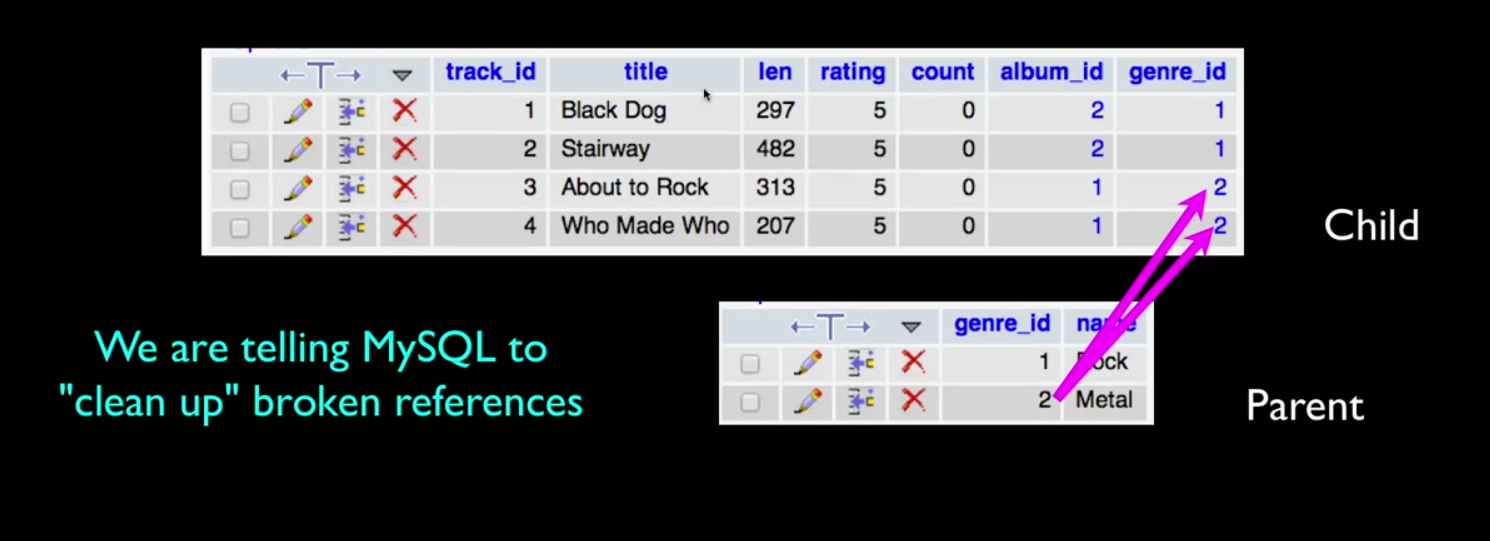 track_id title len rating count album_id genre_id
1 Black Dog 297 5 0 2 1
2 Stairway 482 5 0 2 1
3 About to Rock 313 5 0 1 2
4 Who Made Who 207 5 0 1 2
Child
genre_id name
1 Rock
2 Metal
Parent
We are telling MySQL to
"clean up" broken references